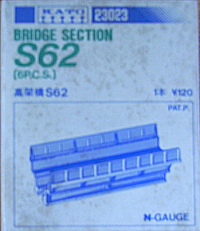 KATO 23023
BRIDGE SECTION
S62
[6P.C.S.]
高架橋S62 1本 ¥120
PAT.P.
N-GAUGE